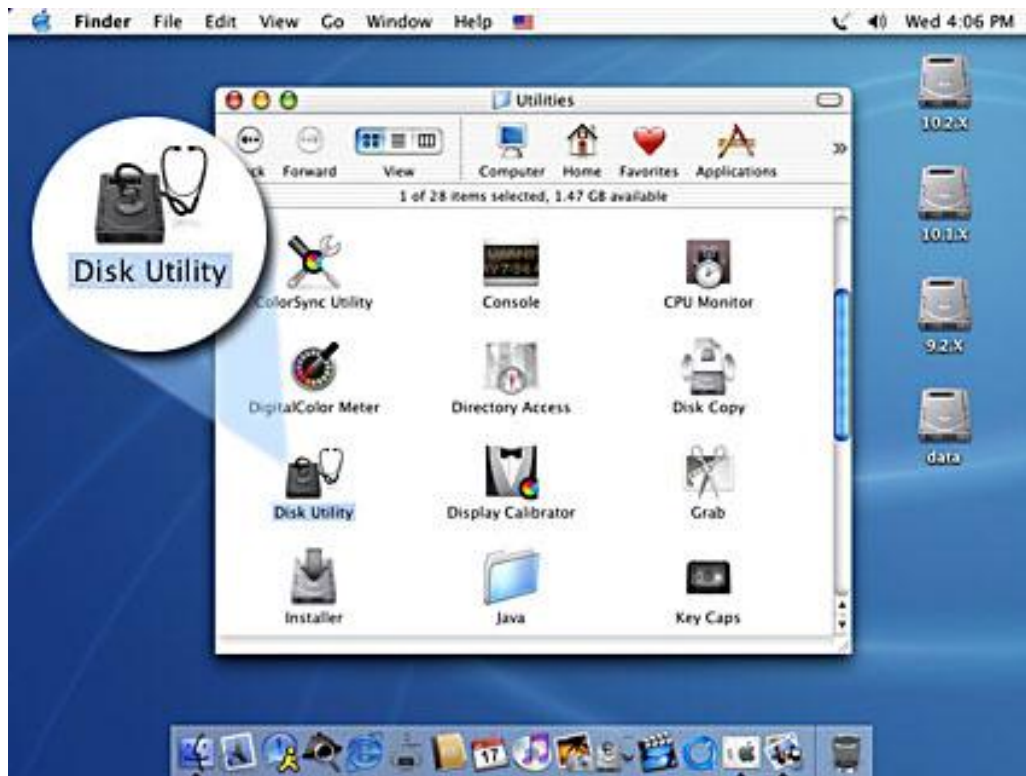 Finder File Edit View Go Window Help
Wed 4:06 PM
Utilities
Forward View Computer Home Favorites Applications
1 of 28 items selected, 1.47 GB available
Disk Utility
ColorSync Utility Console CPU Monitor
DigitalColor Meter Directory Access Disk Copy
Disk Utility Display Calibrator Grab
Installer Java Key Caps
10.2.X
10.1.X
9.2.X
data
17